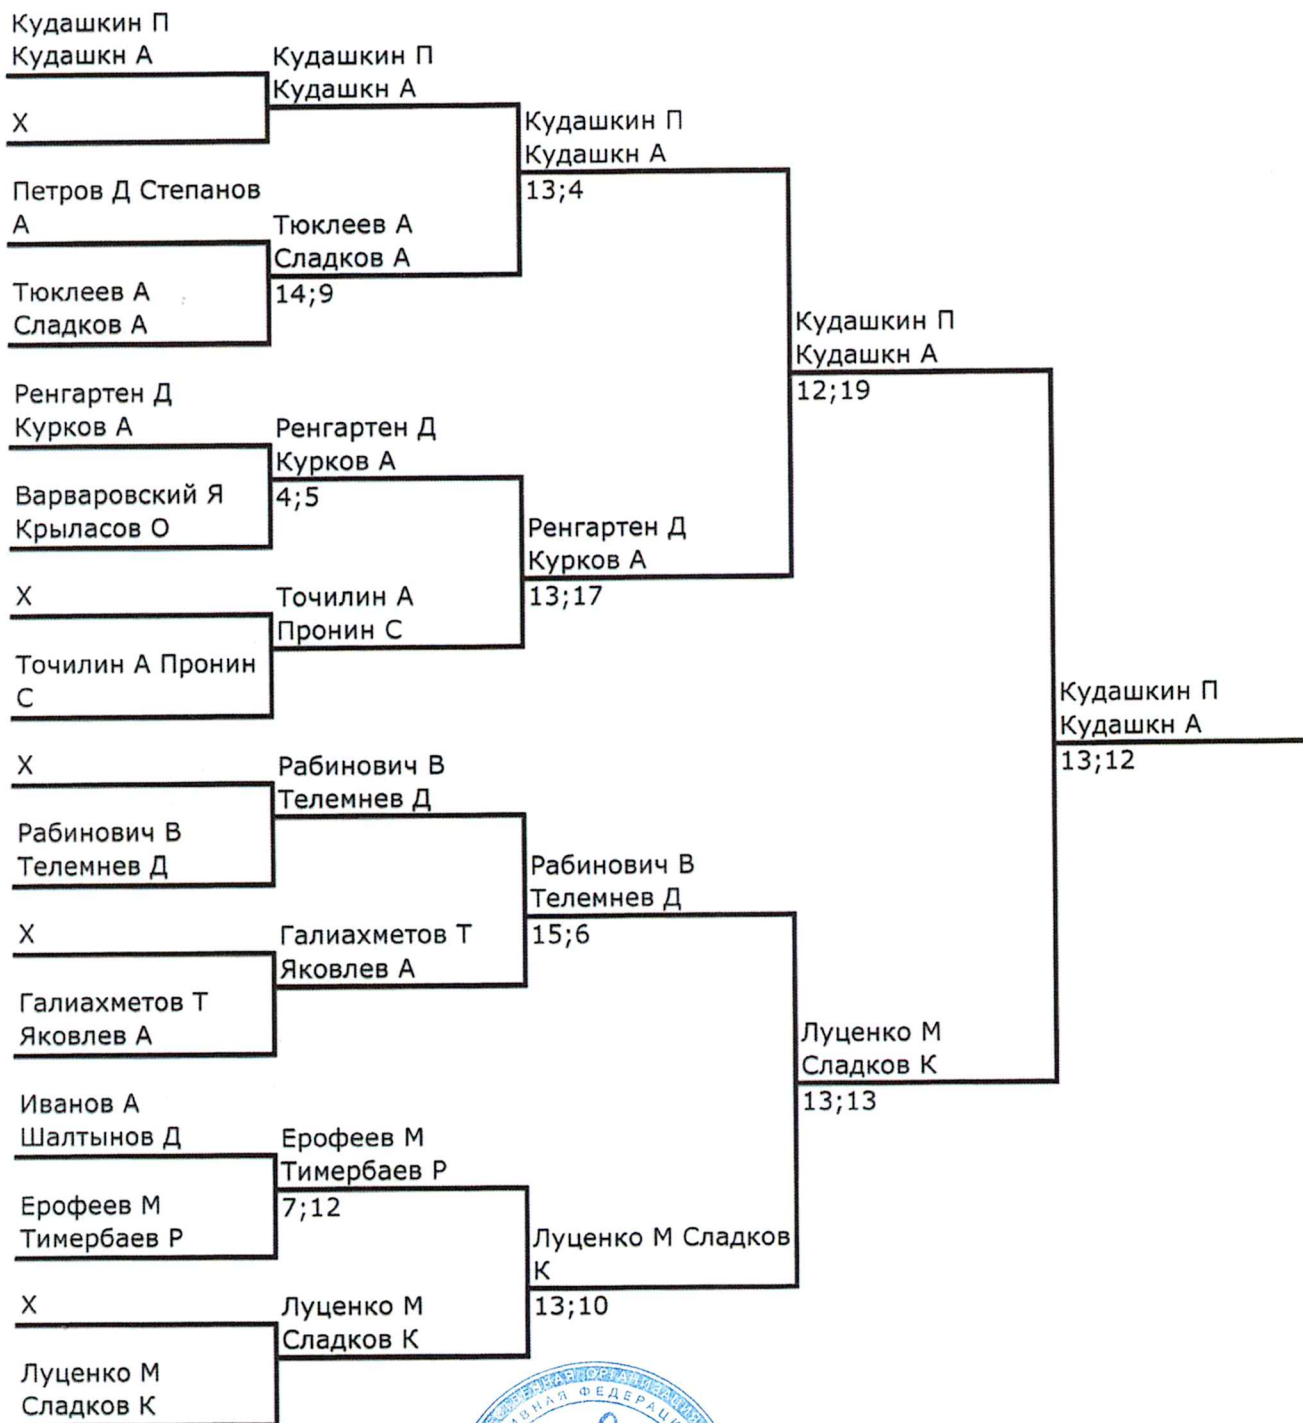 Кудашкин П
Кудашкн А
X
Петров Д Степанов
А
Тюклеев А
Сладков А
Ренгартен Д
Курков А
Варваровский Я
Крыласов О
X
Точилин А Пронин
С
X
Рабинович В
Телемнев Д
X
Галиахметов Т
Яковлев А
Иванов А
Шалтынов Д
Ерофеев М
Тимербаев Р
X
Луценко М
Сладков К
Кудашкин П
Кудашкн А
Тюклеев А
Сладков А
14;9
Ренгартен Д
Курков А
4;5
Точилин А
Пронин С
Рабинович В
Телемнев Д
Галиахметов Т
Яковлев А
Ерофеев М
Тимербаев Р
7;12
Луценко М
Сладков К
Кудашкин П
Кудашкн А
13;4
Ренгартен Д
Курков А
13;17
Рабинович В
Телемнев Д
15;6
Луценко М Сладков
К
13;10
Кудашкин П
Кудашкн А
12;19
Луценко М
Сладков К
13;13
Кудашкин П
Кудашкн А
13;12